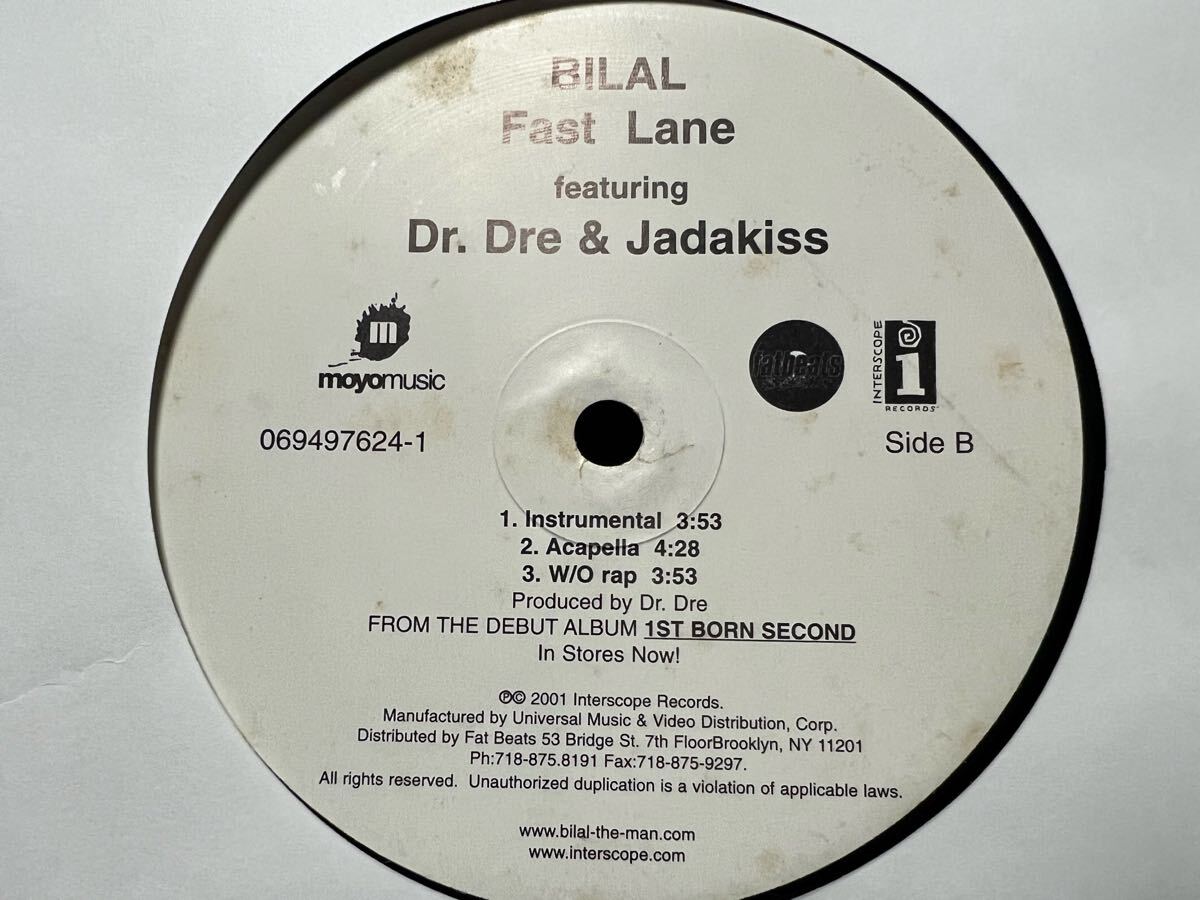 BILAL
Fast Lane
featuring
Dr. Dre & Jadakiss
m
moyomusic
fatbeats
INTERSCOPE
i
RECORDS
069497624-1
Side B
1. Instrumental 3:53
2. Acapella 4:28
3. W/O rap 3:53
Produced by Dr. Dre
FROM THE DEBUT ALBUM 1ST BORN SECOND
In Stores Now!
℗© 2001 Interscope Records.
Manufactured by Universal Music & Video Distribution, Corp.
Distributed by Fat Beats 53 Bridge St. 7th FloorBrooklyn, NY 11201
Ph:718-875.8191 Fax:718-875-9297.
All rights reserved. Unauthorized duplication is a violation of applicable laws.
www.bilal-the-man.com
www.interscope.com